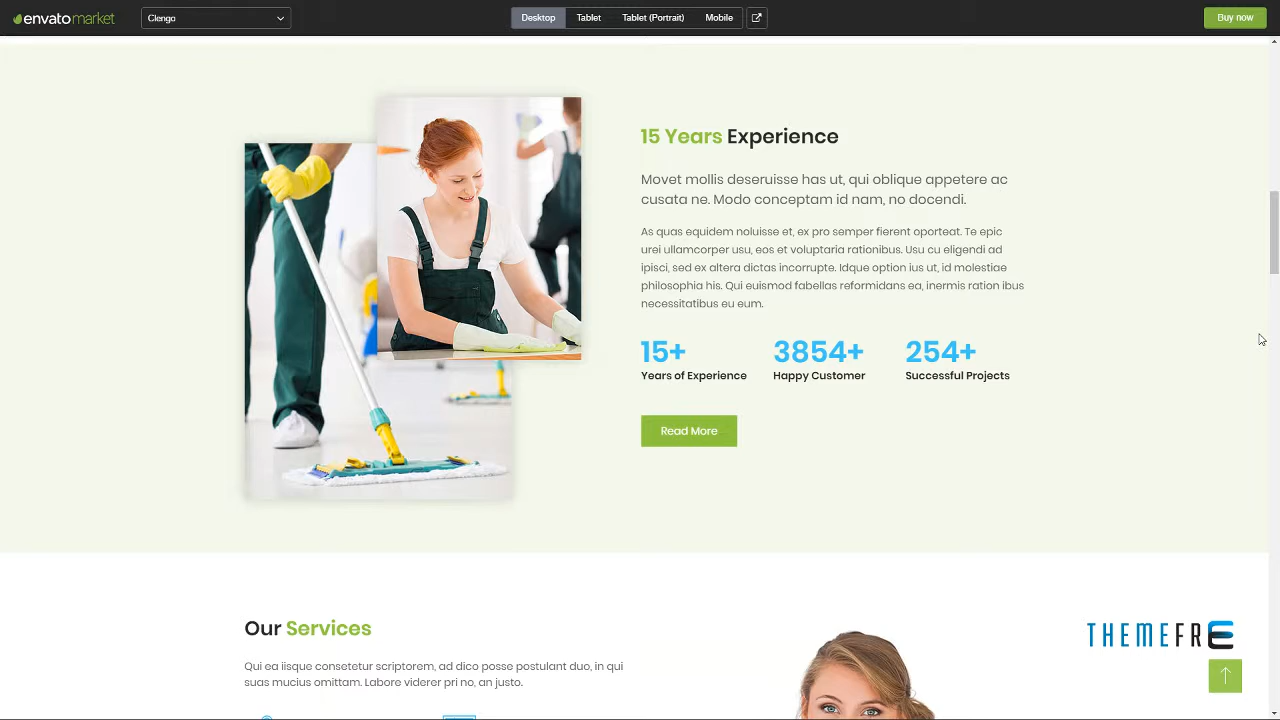 envato market
Clengo
Desktop
Tablet
Tablet (Portrait)
Mobile
Buy now
15 Years Experience
Movet mollis deseruisse has ut, qui oblique appetere ac
cusata ne. Modo conceptam id nam, no docendi.
As quas equidem noluisse et, ex pro semper fierent oporteat. Te epic
urei ullamcorper usu, eos et voluptaria rationibus. Usu cu eligendi ad
ipisci, sed ex altera dictas incorrupte. Idque option ius ut, id molestiae
philosophia his. Qui euismod fabellas reformidans ea, inermis ration ibus
necessitatibus eu eum.
15+
Years of Experience
3854+
Happy Customer
254+
Successful Projects
Read More
Our Services
Qui ea iisque consetetur scriptorem, ad dico posse postulant duo, in qui
suas mucius omittam. Labore viderer pri no, an justo.
THEMEFRE